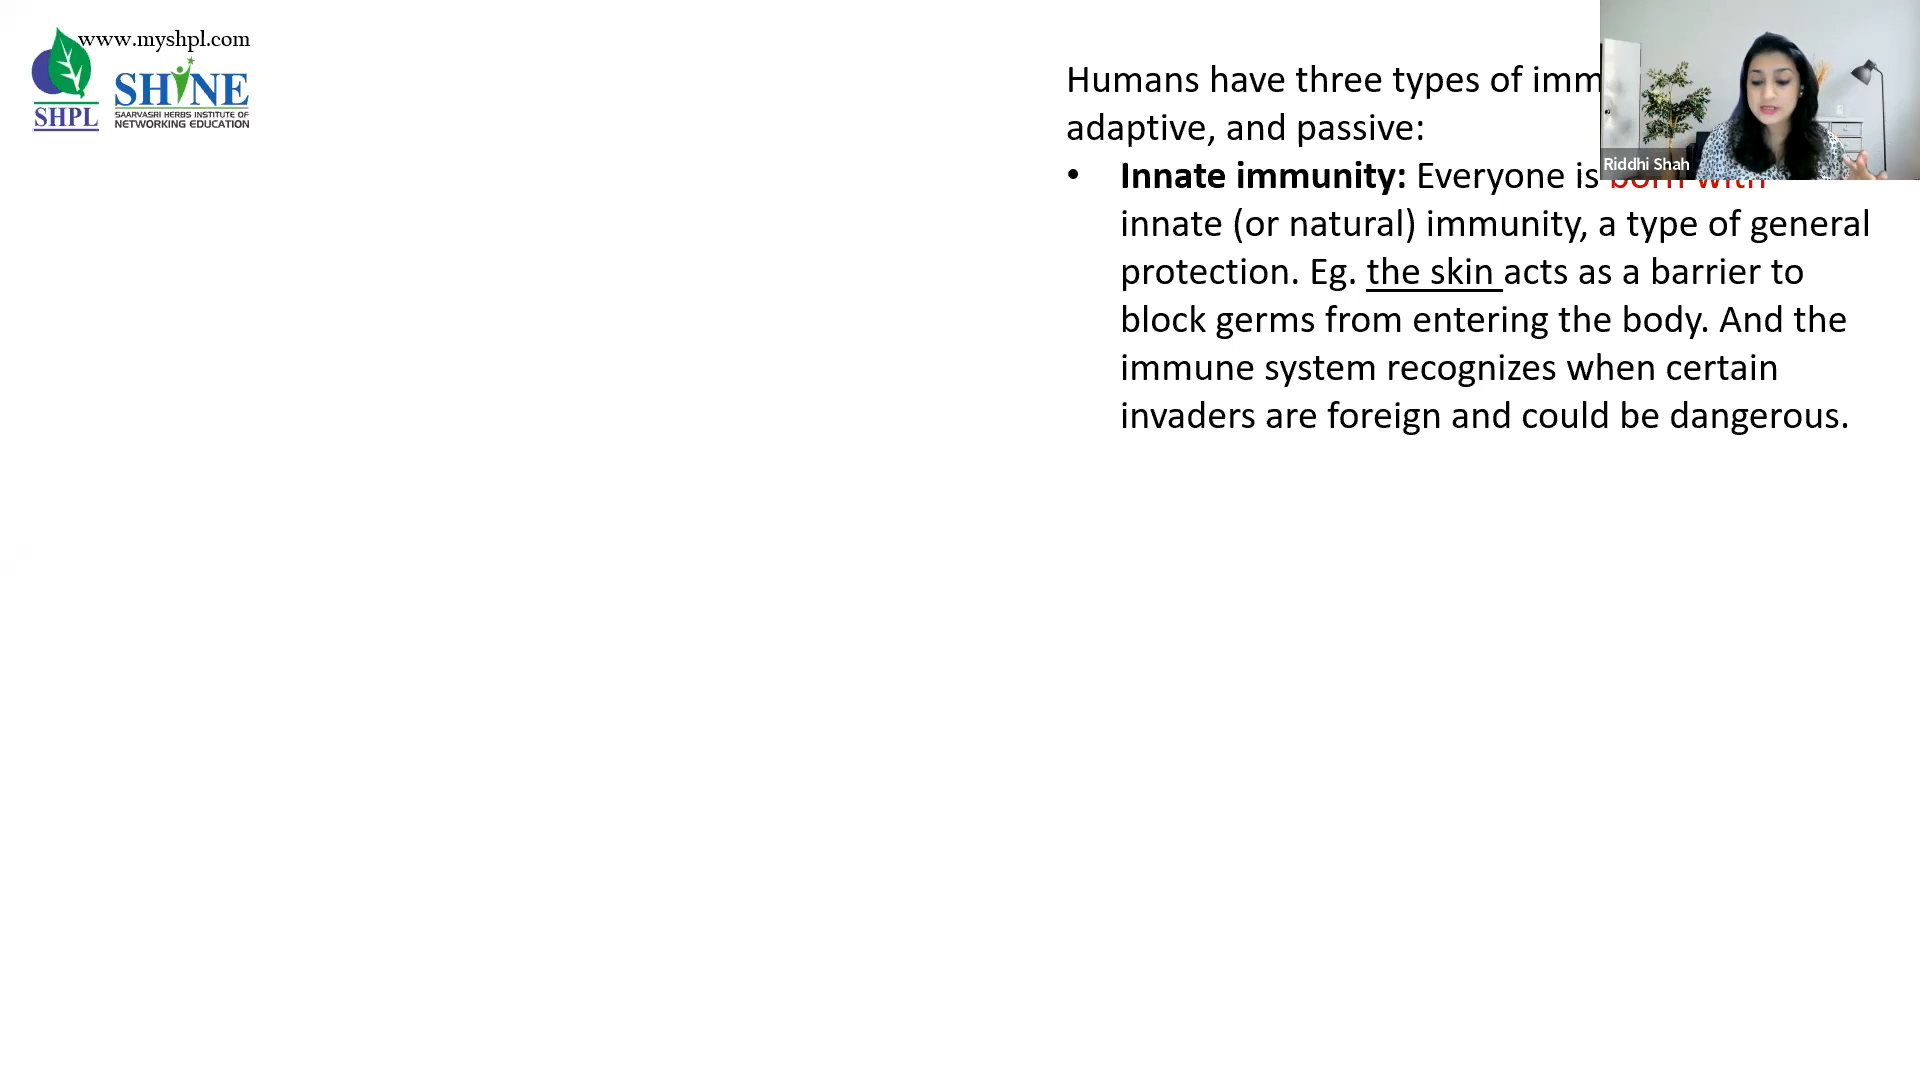 www.myshpl.com
SHPL
SHINE
SAARVASRI HERBS INSTITUTE OF
NETWORKING EDUCATION
Humans have three types of
adaptive, and passive:
• Innate immunity: Everyone is born with
innate (or natural) immunity, a type of general
protection. Eg. the skin acts as a barrier to
block germs from entering the body. And the
immune system recognizes when certain
invaders are foreign and could be dangerous.
Riddhi Shah